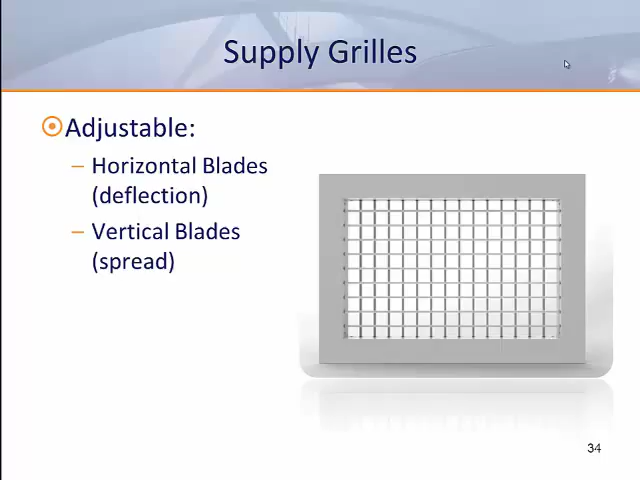 Supply Grilles
Adjustable:
– Horizontal Blades
(deflection)
– Vertical Blades
(spread)
34